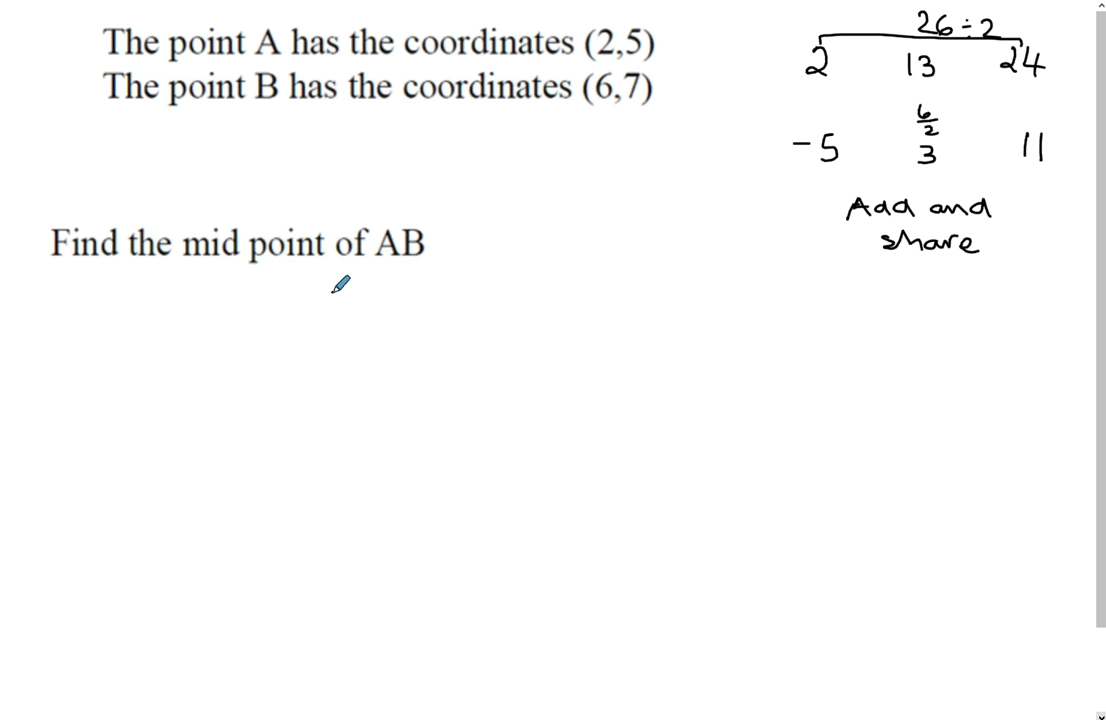 The point A has the coordinates (2,5)
The point B has the coordinates (6,7)
Find the mid point of AB
26 ÷ 2
2 13 24
6/2
-5 3 11
Add and
share